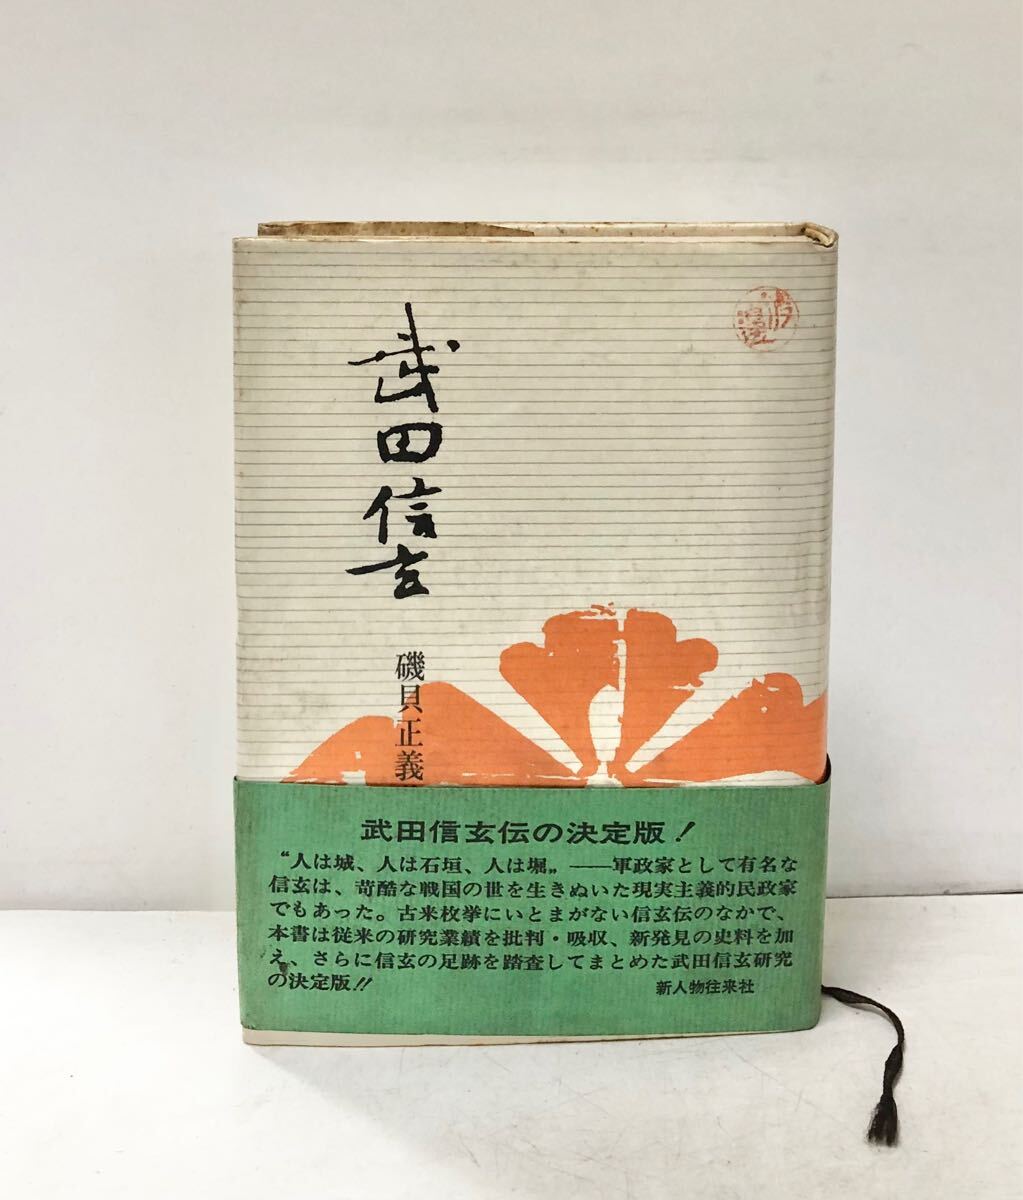 武田信玄
磯貝正義
武田信玄伝の決定版！
〝人は城、人は石垣、人は堀〟――軍政家として有名な
信玄は、苛酷な戦国の世を生きぬいた現実主義的民政家
でもあった。古来枚挙にいとまがない信玄伝のなかで、
本書は従来の研究業績を批判・吸収、新発見の史料を加
え、さらに信玄の足跡を踏査してまとめた武田信玄研究
の決定版!!
新人物往来社